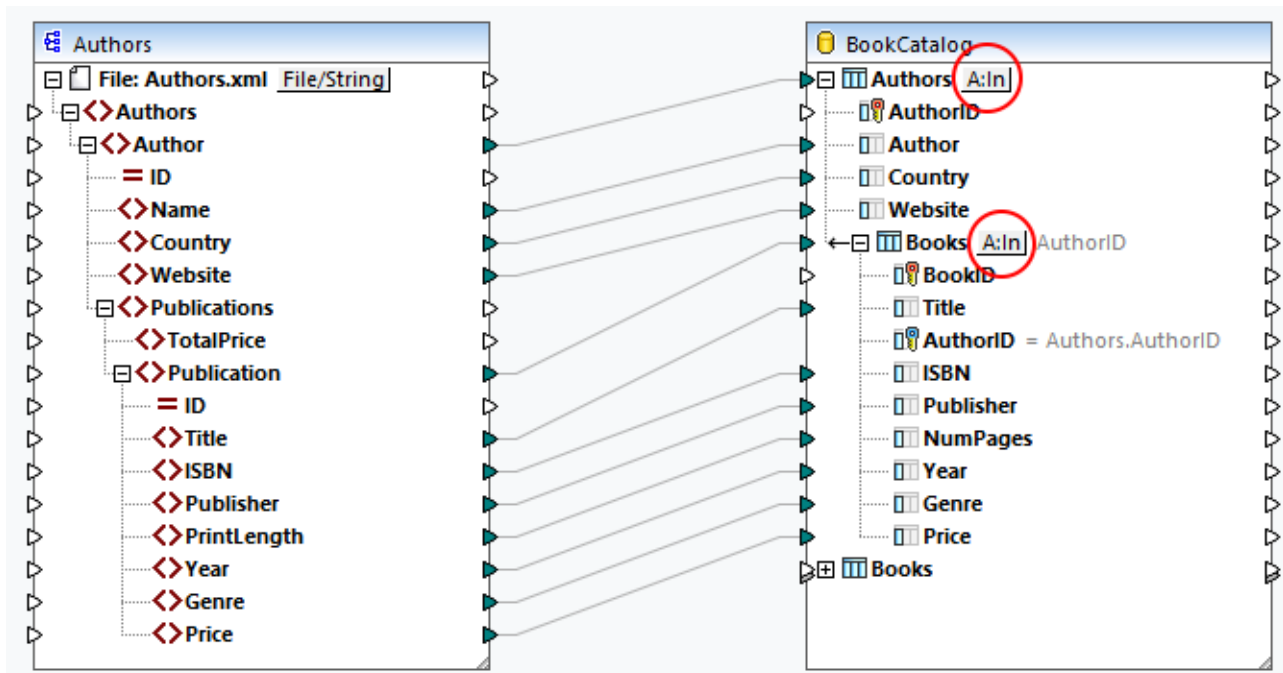 Authors
File: Authors.xml File/String
Authors
Author
= ID
Name
Country
Website
Publications
TotalPrice
Publication
= ID
Title
ISBN
Publisher
PrintLength
Year
Genre
Price
BookCatalog
Authors A:In
AuthorID
Author
Country
Website
Books A:In AuthorID
BookID
Title
AuthorID = Authors.AuthorID
ISBN
Publisher
NumPages
Year
Genre
Price
Books